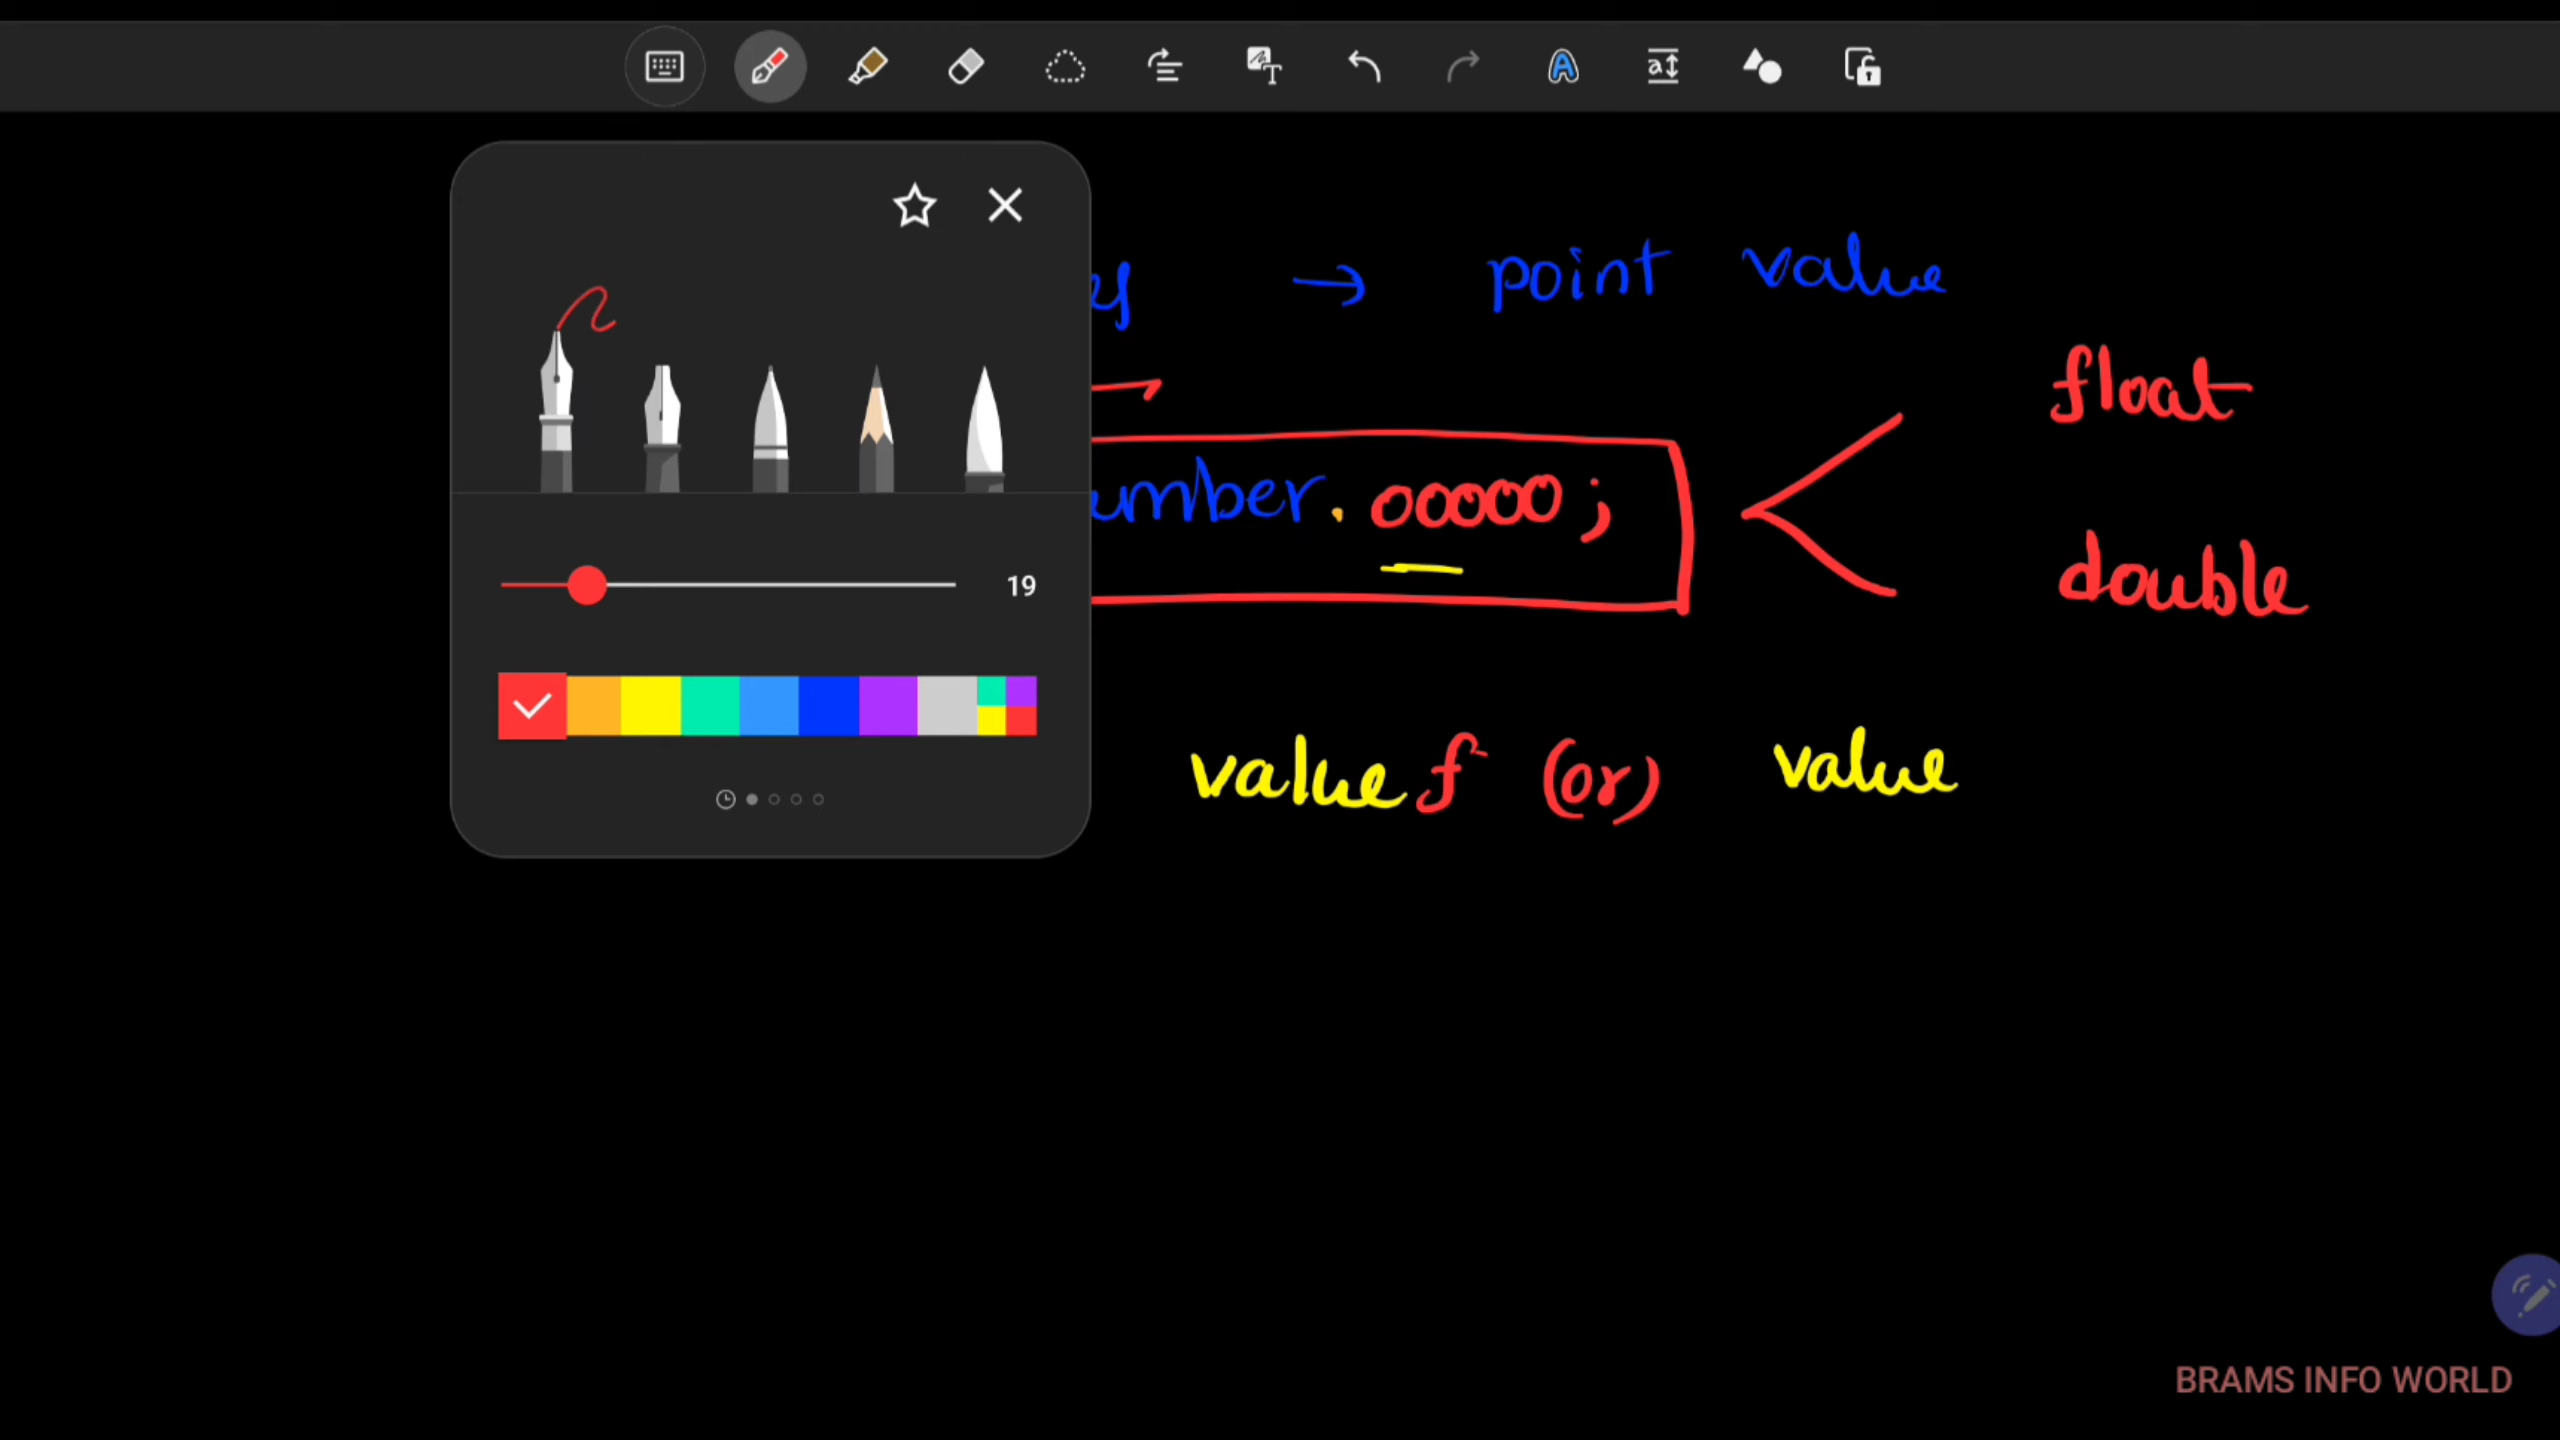 → point value
float
umber.00000;
double
19
value f (or) value
BRAMS INFO WORLD